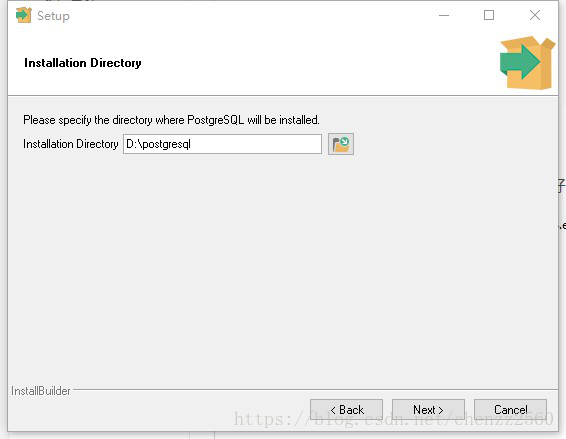 Setup
Installation Directory
Please specify the directory where PostgreSQL will be installed.
Installation Directory D:\postgresql
InstallBuilder
< Back Next > Cancel
https://blog.csdn.net/chenzz2560